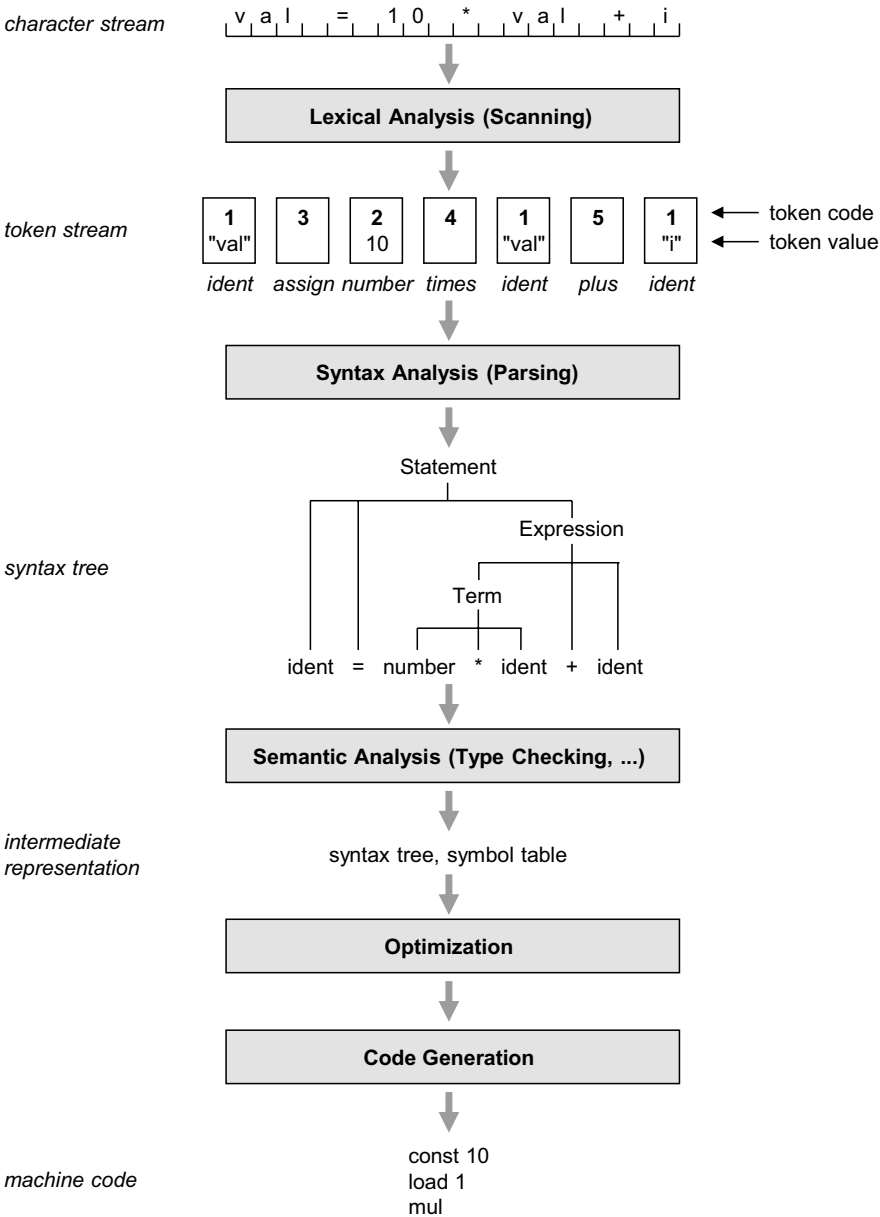 character stream
v a l = 1 0 * v a l + i
Lexical Analysis (Scanning)
token stream
1 3 2 4 1 5 1
"val" 10 "val" "i"
token code
token value
ident assign number times ident plus ident
Syntax Analysis (Parsing)
Statement
Expression
syntax tree
Term
ident = number * ident + ident
Semantic Analysis (Type Checking, ...)
intermediate
representation
syntax tree, symbol table
Optimization
Code Generation
machine code
const 10
load 1
mul